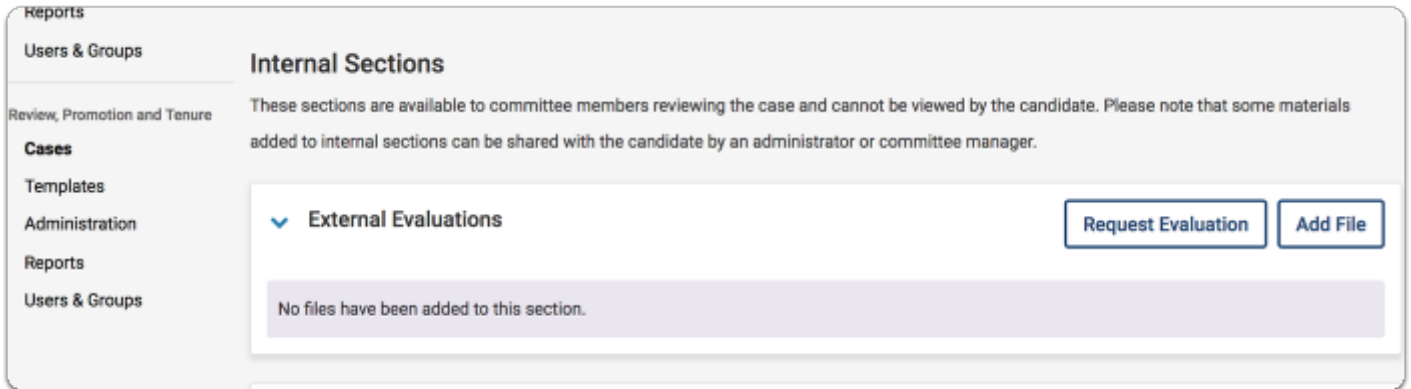 Reports
Users & Groups
Review, Promotion and Tenure
Cases
Templates
Administration
Reports
Users & Groups
Internal Sections
These sections are available to committee members reviewing the case and cannot be viewed by the candidate. Please note that some materials
added to internal sections can be shared with the candidate by an administrator or committee manager.
External Evaluations
Request Evaluation
Add File
No files have been added to this section.